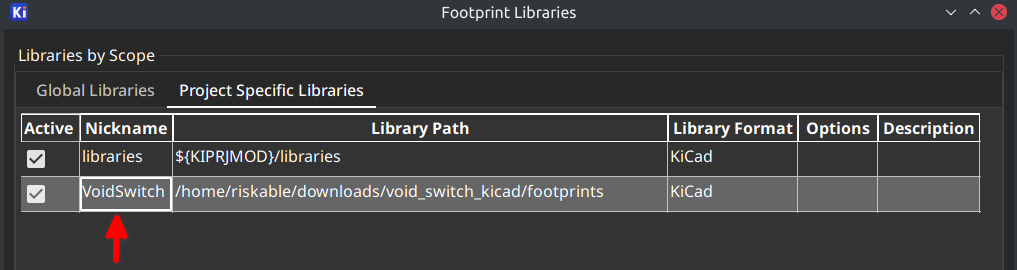 Ki Footprint Libraries
Libraries by Scope
Global Libraries Project Specific Libraries
Active Nickname Library Path Library Format Options Description
libraries ${KIPRJMOD}/libraries KiCad
VoidSwitch /home/riskable/downloads/void_switch_kicad/footprints KiCad